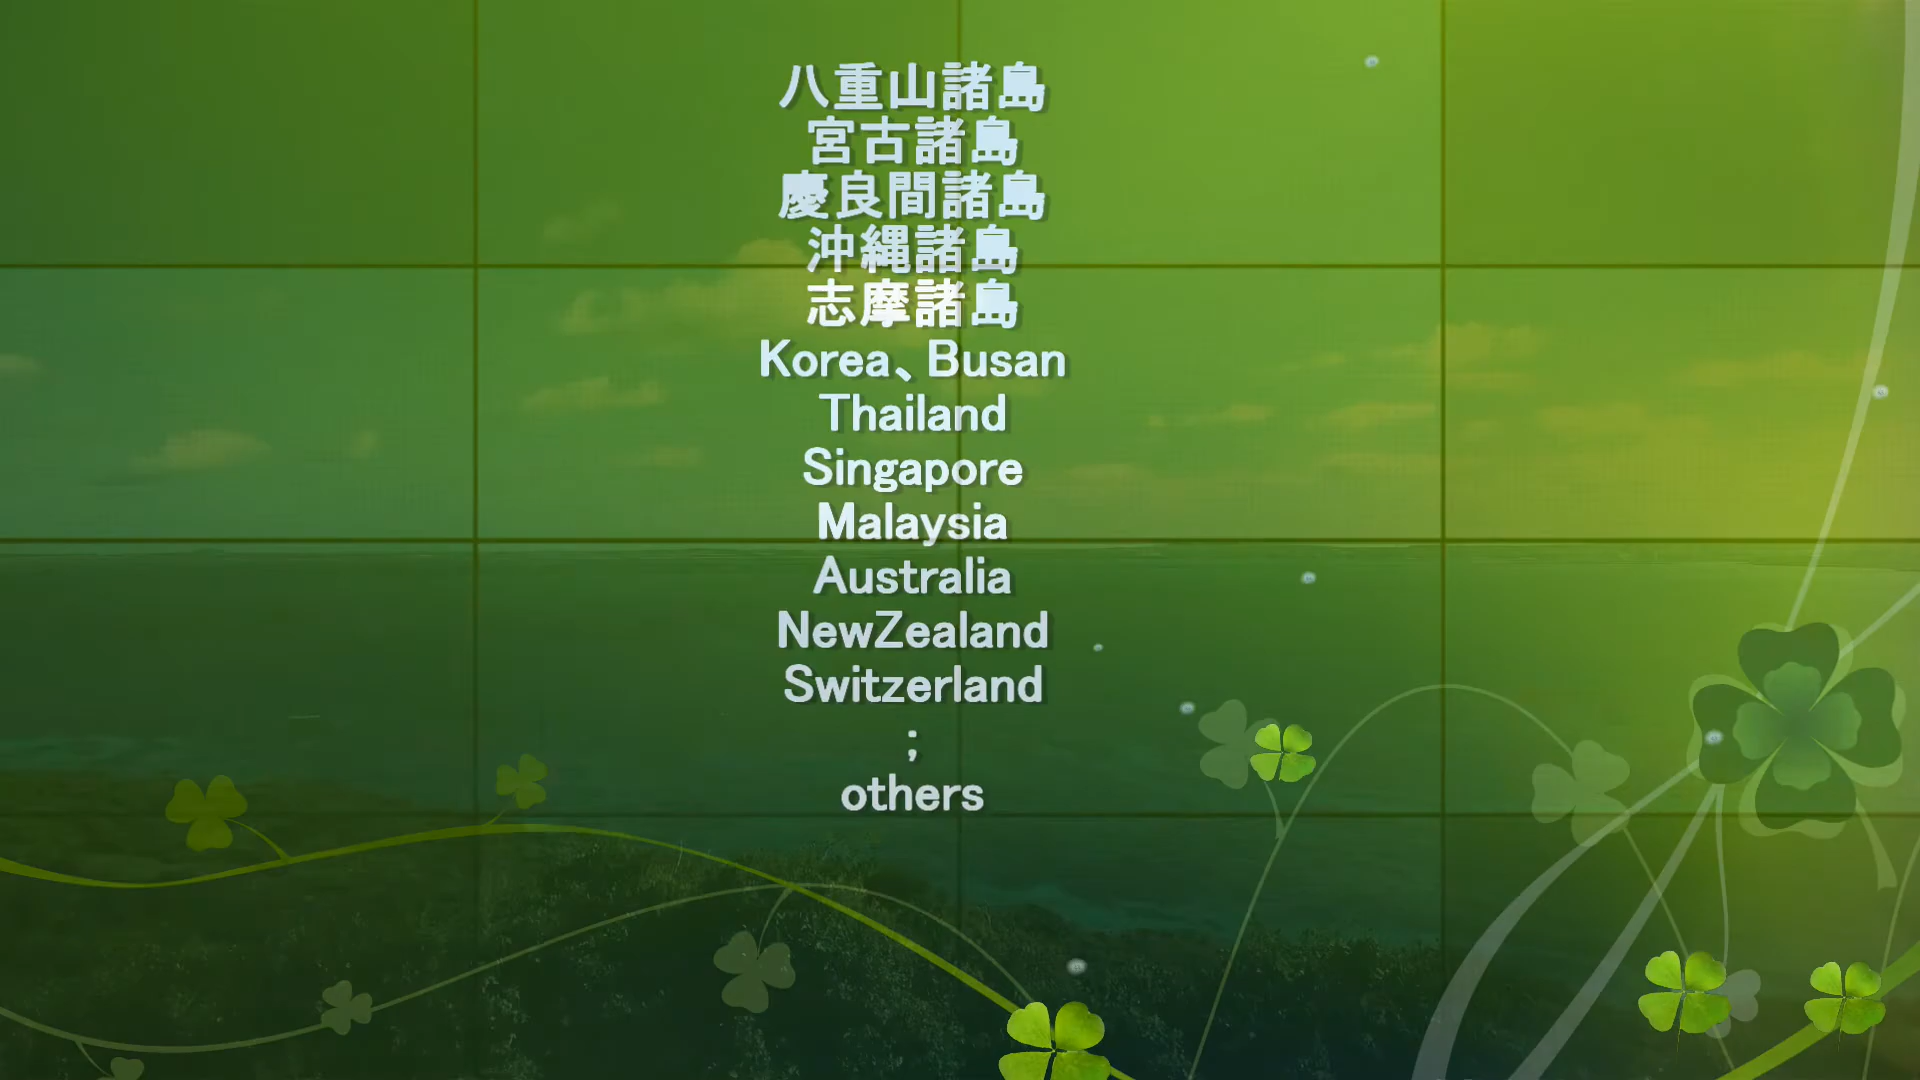 八重山諸島
宮古諸島
慶良間諸島
沖縄諸島
志摩諸島
Korea、Busan
Thailand
Singapore
Malaysia
Australia
NewZealand
Switzerland
;
others